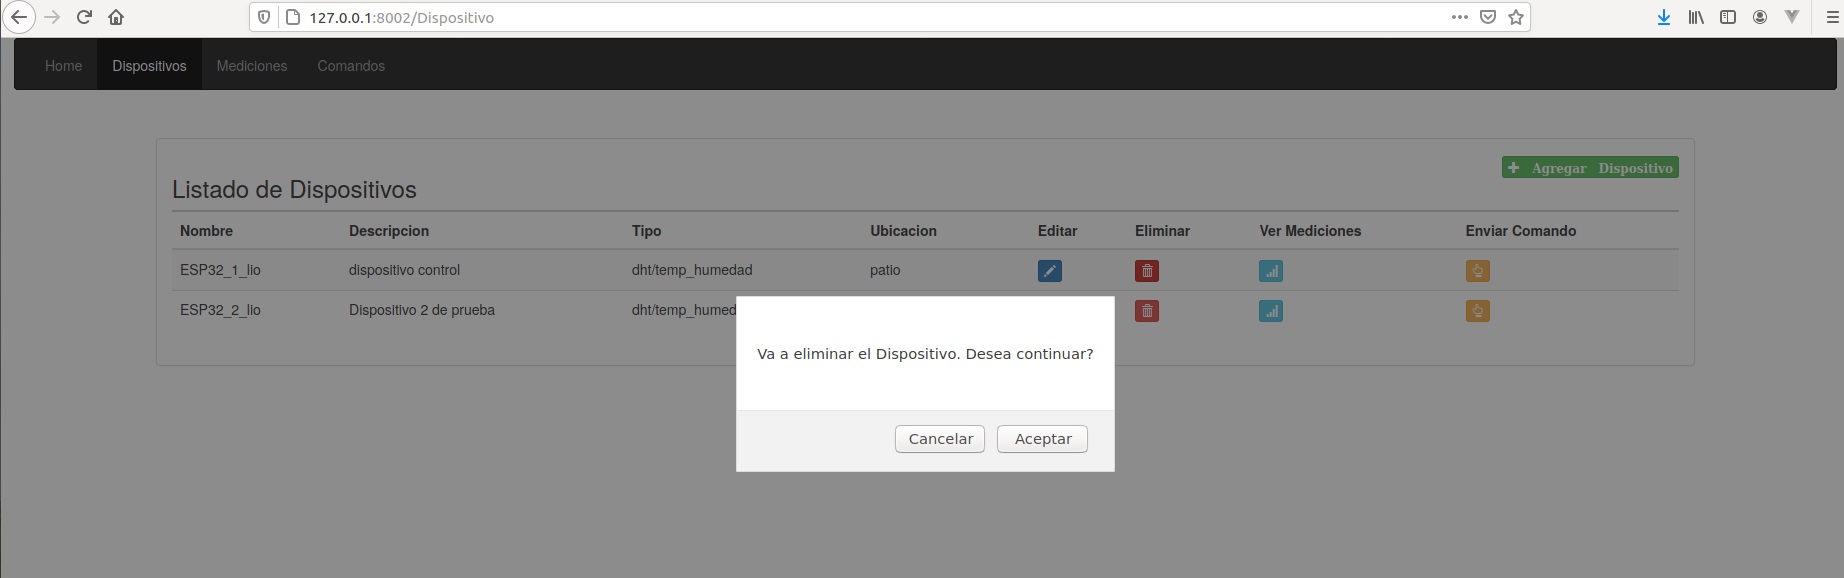 127.0.0.1:8002/Dispositivo
Home Dispositivos Mediciones Comandos
Agregar Dispositivo
Listado de Dispositivos
Nombre Descripcion Tipo Ubicacion Editar Eliminar Ver Mediciones Enviar Comando
ESP32_1_lio dispositivo control dht/temp_humedad patio
ESP32_2_lio Dispositivo 2 de prueba dht/temp_humed
Va a eliminar el Dispositivo. Desea continuar?
Cancelar Aceptar